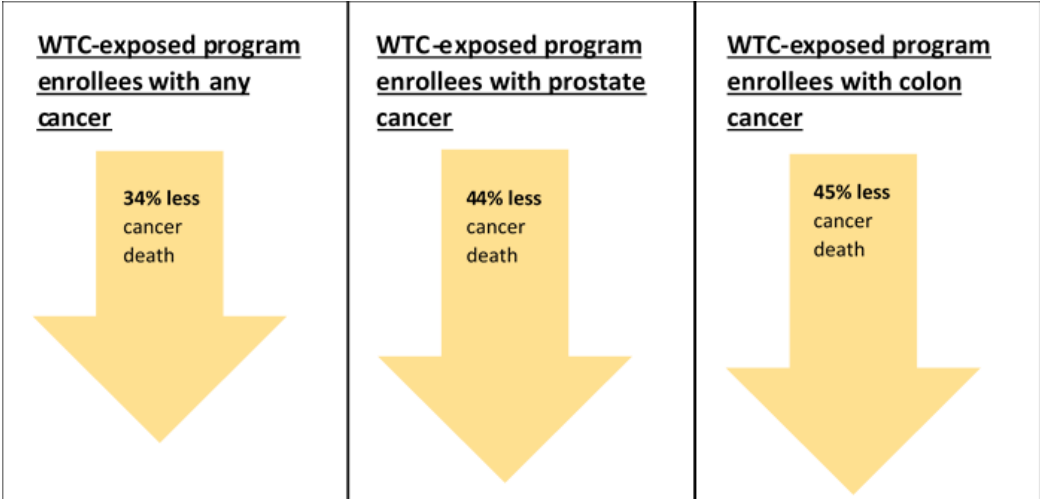 WTC-exposed program
enrollees with any
cancer
34% less
cancer
death
WTC-exposed program
enrollees with prostate
cancer
44% less
cancer
death
WTC-exposed program
enrollees with colon
cancer
45% less
cancer
death